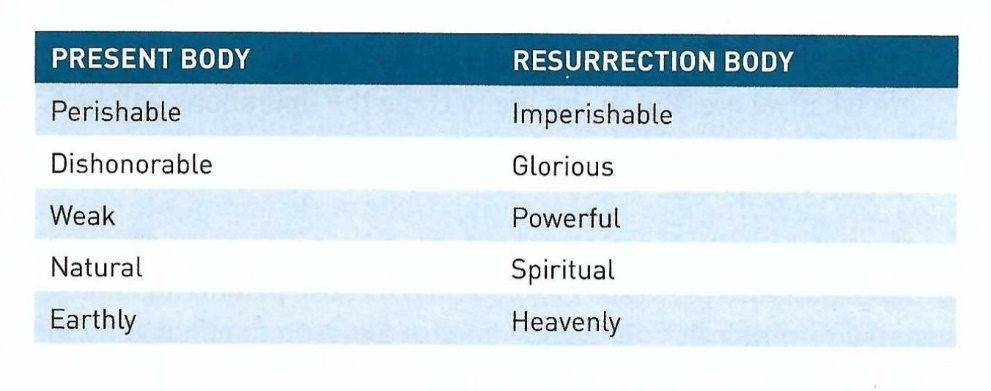 PRESENT BODY RESURRECTION BODY
Perishable Imperishable
Dishonorable Glorious
Weak Powerful
Natural Spiritual
Earthly Heavenly